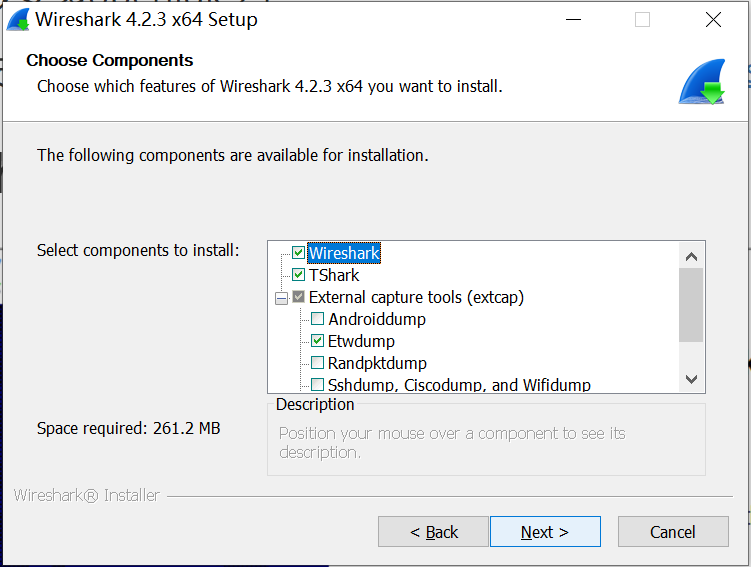 Wireshark 4.2.3 x64 Setup
Choose Components
Choose which features of Wireshark 4.2.3 x64 you want to install.
The following components are available for installation.
Select components to install:
Wireshark
TShark
External capture tools (extcap)
Androiddump
Etwdump
Randpktdump
Sshdump, Ciscodump, and Wifidump
Space required: 261.2 MB
Description
Position your mouse over a component to see its
description.
Wireshark® Installer
< Back
Next >
Cancel